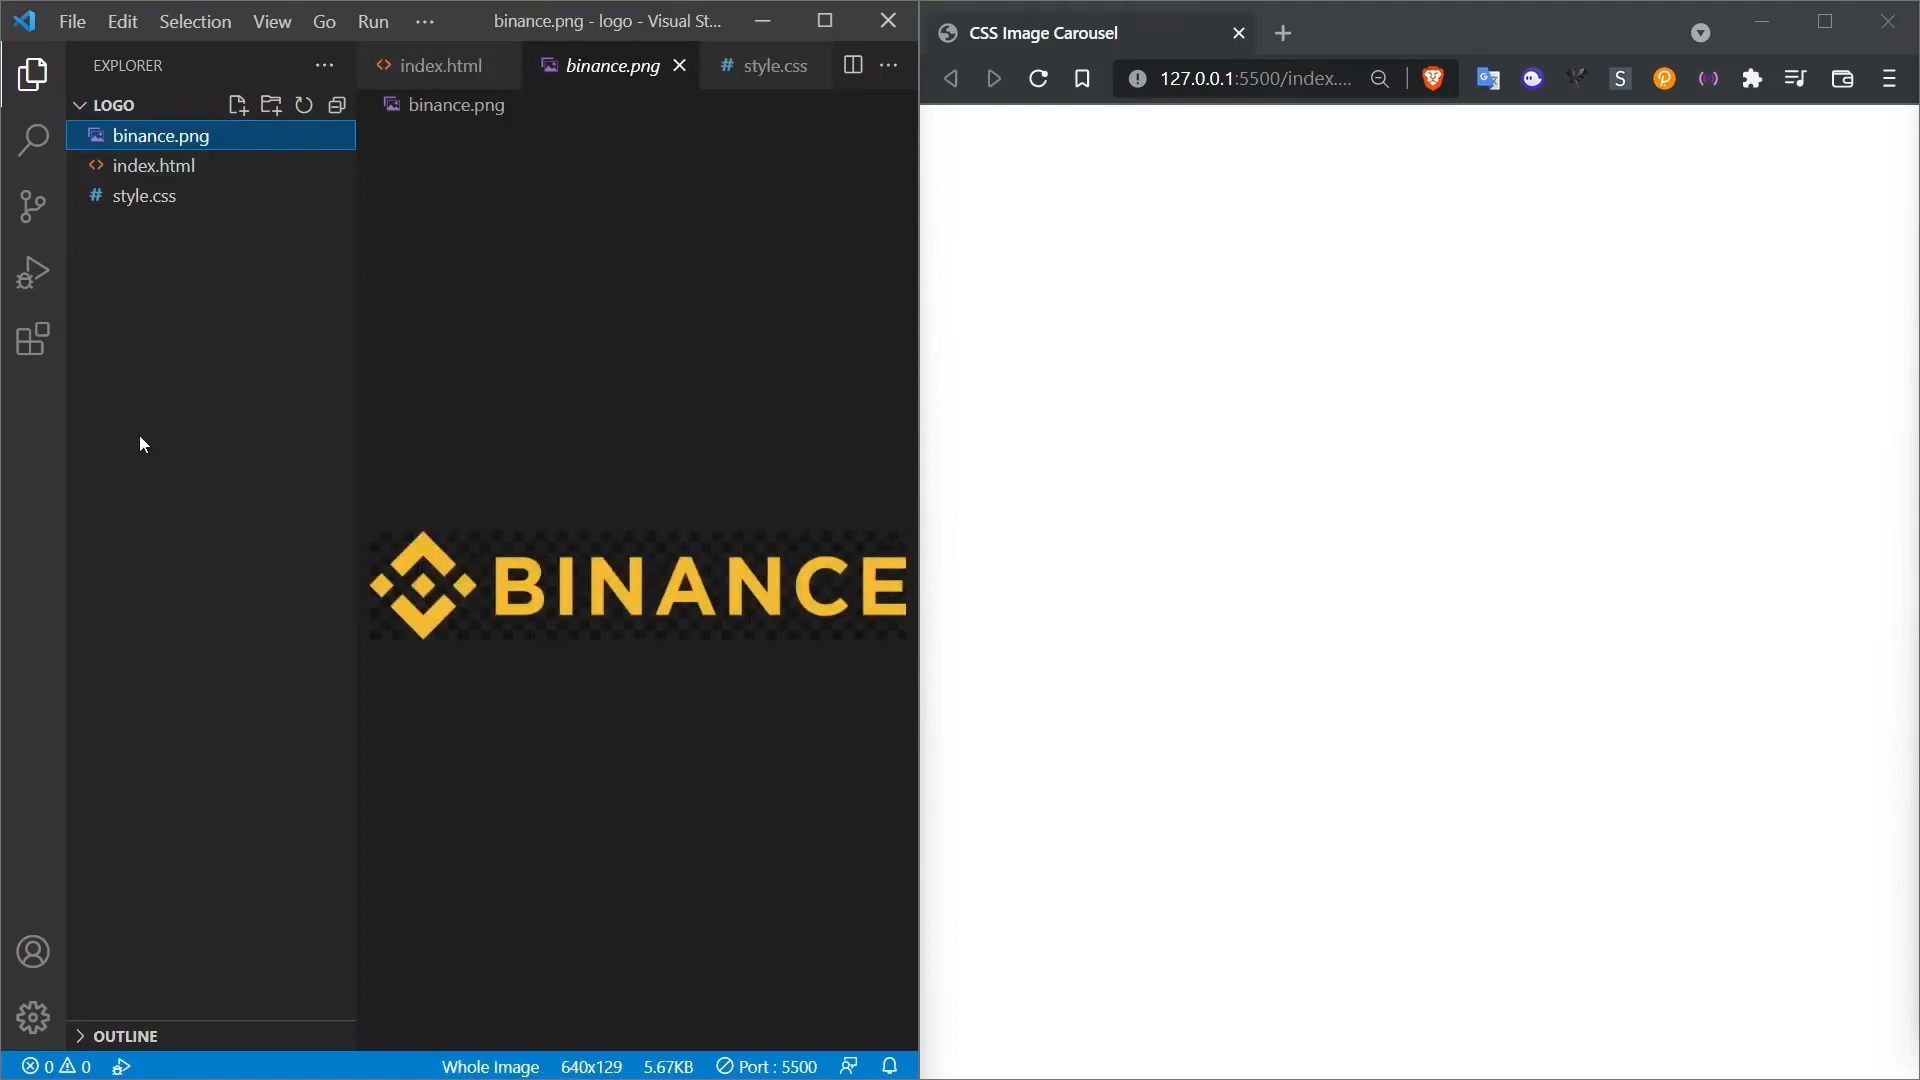 File Edit Selection View Go Run ··· binance.png - logo - Visual St...
EXPLORER ···
LOGO
binance.png
index.html
style.css
OUTLINE
index.html binance.png style.css ···
binance.png
BINANCE
0 0 Whole Image 640x129 5.67KB Port : 5500
CSS Image Carousel
127.0.0.1:5500/index....
S